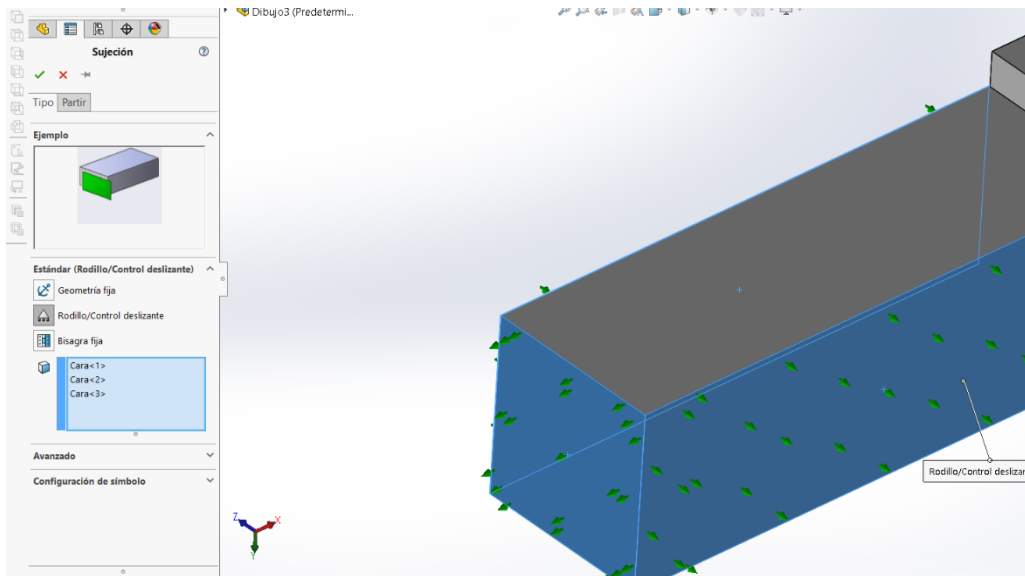 Dibujo3 (Predetermi...
Sujeción
Tipo Partir
Ejemplo
Estándar (Rodillo/Control deslizante)
Geometría fija
Rodillo/Control deslizante
Bisagra fija
Cara<1>
Cara<2>
Cara<3>
Avanzado
Configuración de símbolo
Rodillo/Control deslizar
Z
X
Y